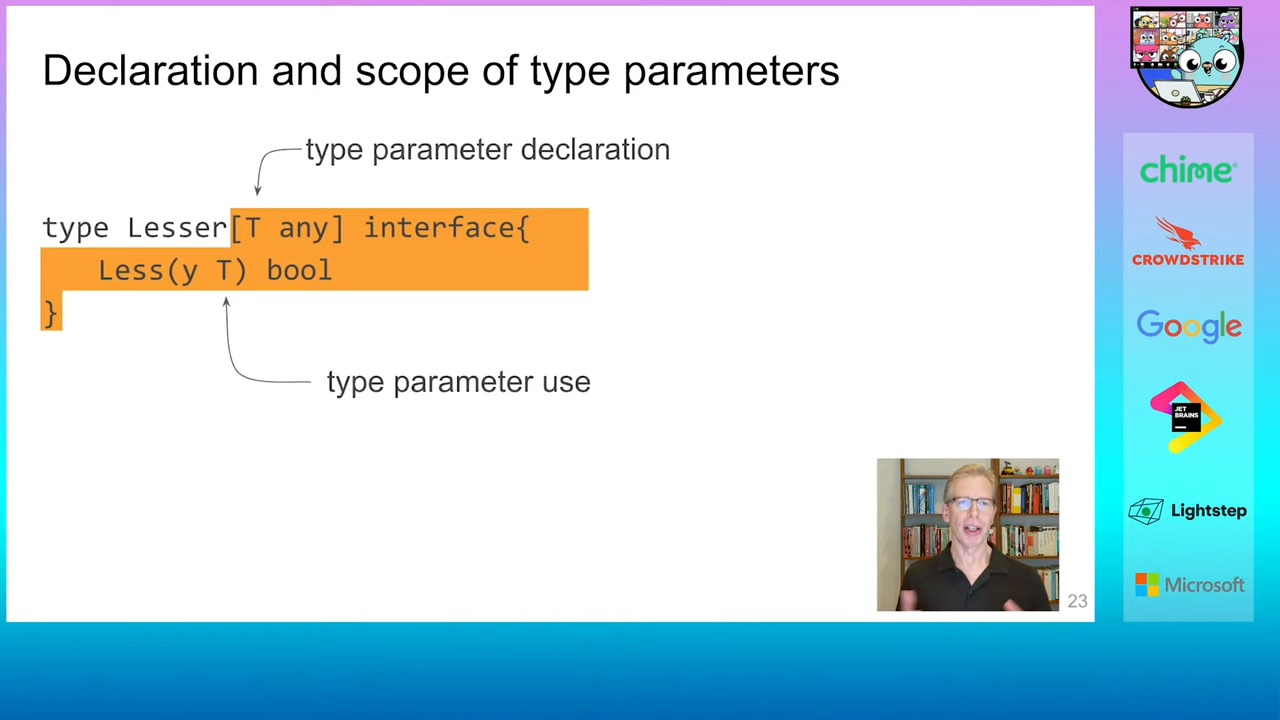 Declaration and scope of type parameters
type parameter declaration
type Lesser[T any] interface{
Less(y T) bool
}
type parameter use
23
chime®
CROWDSTRIKE
Google
JET
BRAINS
Lightstep
Microsoft